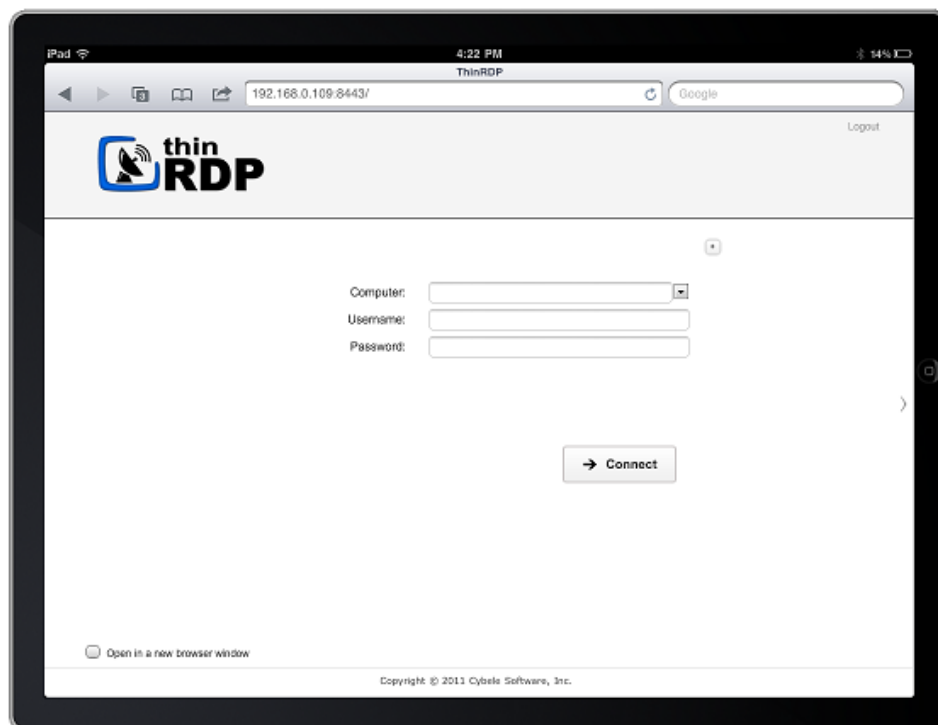 iPad 4:22 PM 14%
ThinRDP
3 192.168.0.109:8443/ Google
Logout
thin
RDP
Computer:
Username:
Password:
Connect
Open in a new browser window
Copyright © 2011 Cybele Software, Inc.